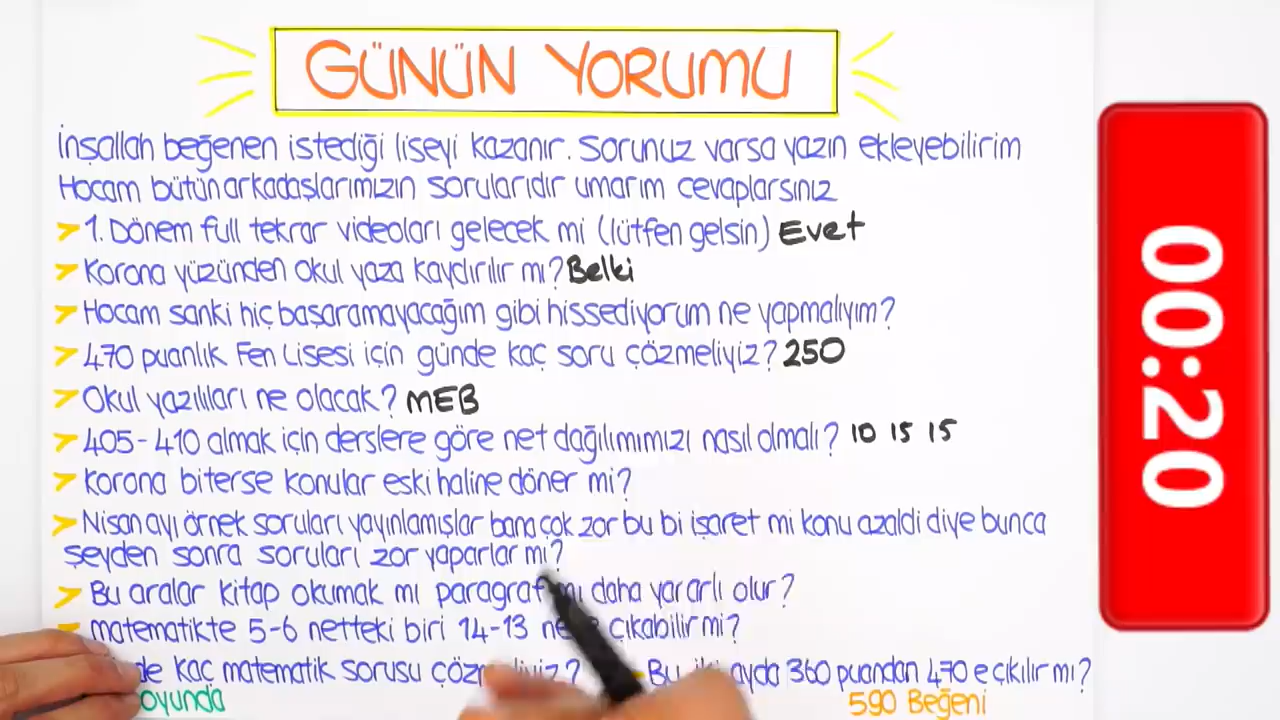 GÜNÜN YORUMU
İnşallah beğenen istediği liseyi kazanır. Sorunuz varsa yazın ekleyebilirim
Hocam bütün arkadaşlarımızın sorularıdır umarım cevaplarsınız
➤ 1. Dönem full tekrar videoları gelecek mi (lütfen gelsin) Evet
➤ Korona yüzünden okul yaza kaydırılır mı? Belki
➤ Hocam sanki hiç başaramayacağım gibi hissediyorum ne yapmalıyım?
➤ 470 puanlık Fen Lisesi için günde kaç soru çözmeliyiz? 250
➤ Okul yazılıları ne olacak? MEB
➤ 405-410 almak için derslere göre net dağılımımızı nasıl olmalı? 10 15 15
➤ Korona biterse konular eski haline döner mi?
➤ Nisan ayı örnek soruları yayınlamışlar bana çok zor bu bi işaret mi konu azaldi diye bunca
şeyden sonra soruları zor yaparlar mı?
➤ Bu aralar kitap okumak mı paragraf mı daha yararlı olur?
➤ Matematikte 5-6 netteki biri 14-13 çıkabilir mi?
kaç matematik sorusu ➤ Bu 360 puandan 470 e çıkılır mı?
590 Beğeni
00:20